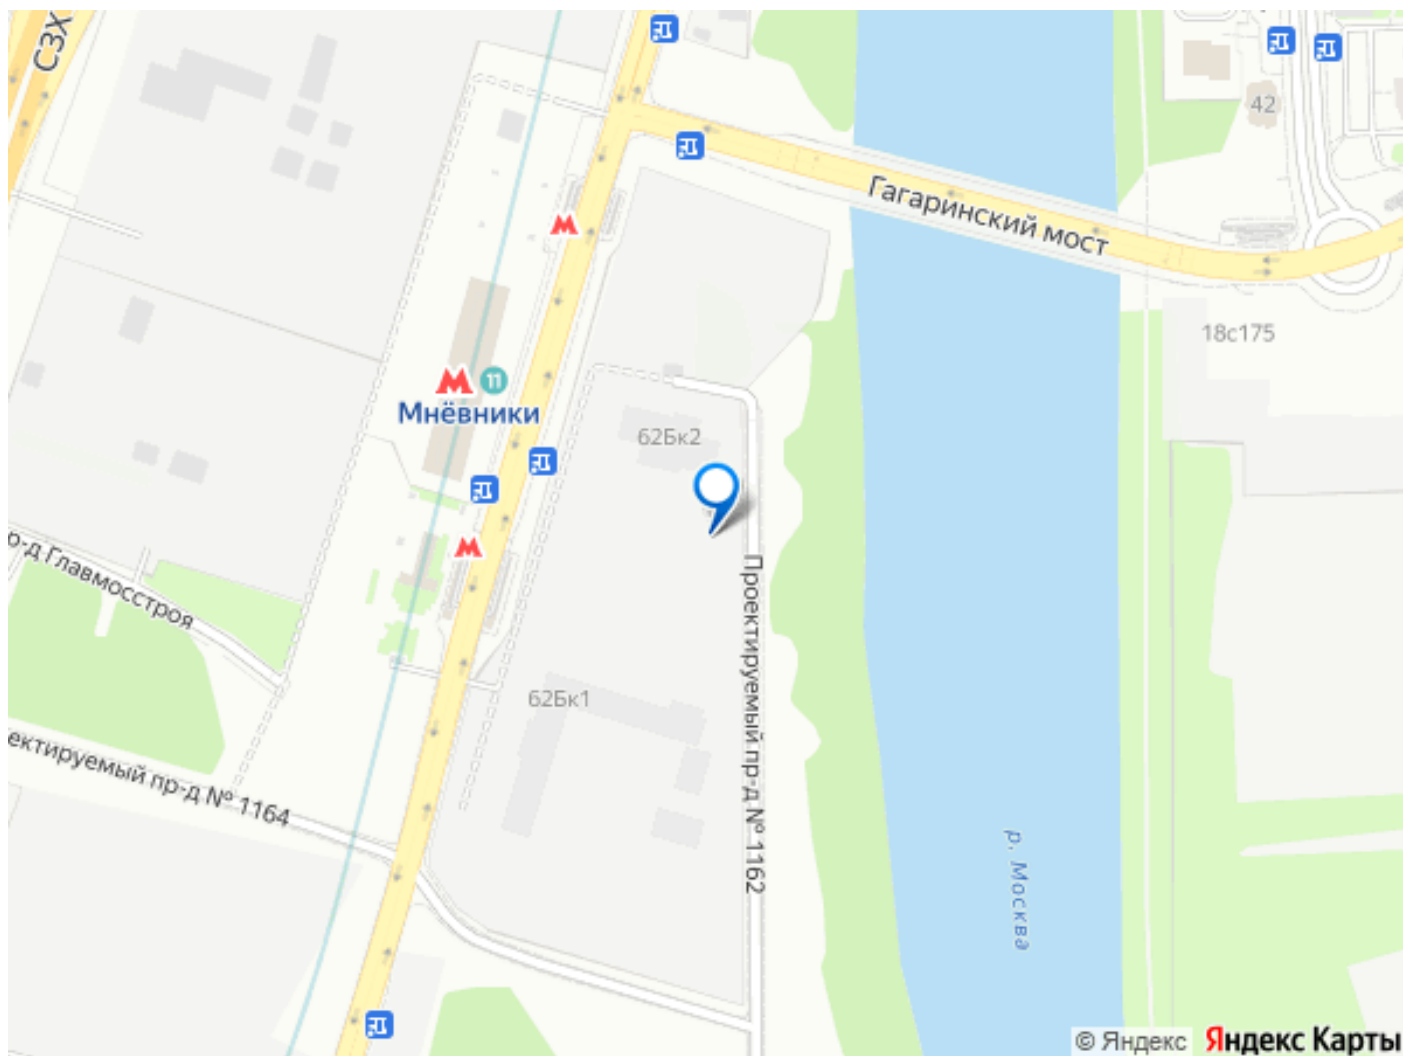 СЗХ
42
Гагаринский мост
18с175
11
Мнёвники
62Бк2
р-д Главмосстроя
Проектируемый пр-д № 1162
62Бк1
ектируемый пр-д № 1164
р. Москва
© Яндекс Яндекс Карты